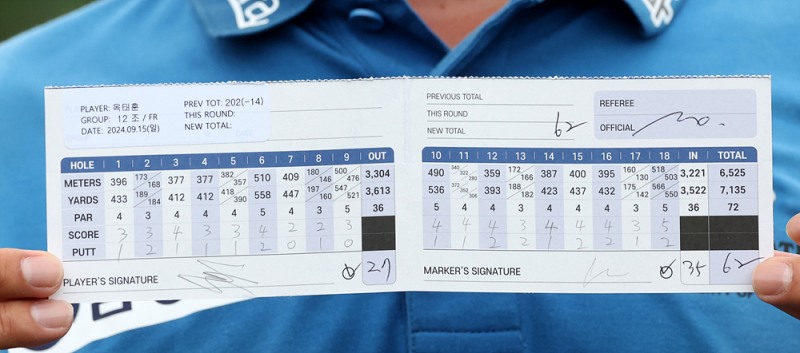 PLAYER: 옥태훈 PREV TOT: 202(-14)
GROUP: 12 조 / FR THIS ROUND:
DATE: 2024.09.15(일) NEW TOTAL:
HOLE 1 2 3 4 5 6 7 8 9 OUT
METERS 396 173/168 377 377 382/357 510 409 180/146 500/476 3,304
YARDS 433 189/184 412 412 418/390 558 447 197/160 547/521 3,613
PAR 4 3 4 4 4 5 4 3 5 36
SCORE 3 3 4 3 3 4 2 2 3
PUTT 1 2 1 1 1 2 0 1 0
PLAYER'S SIGNATURE 27
PREVIOUS TOTAL
THIS ROUND
NEW TOTAL 62
REFEREE
OFFICIAL
10 11 12 13 14 15 16 17 18 IN TOTAL
490 359 172/166 387 400 395 160/130 518/503 3,221 6,525
536 393 188/182 423 437 432 175/142 566/550 3,522 7,135
5 4 4 3 4 4 4 3 5 36 72
4 4 4 3 4 4 4 3 5
1 1 2 2 1 2 2 1 2
MARKER'S SIGNATURE 35 62